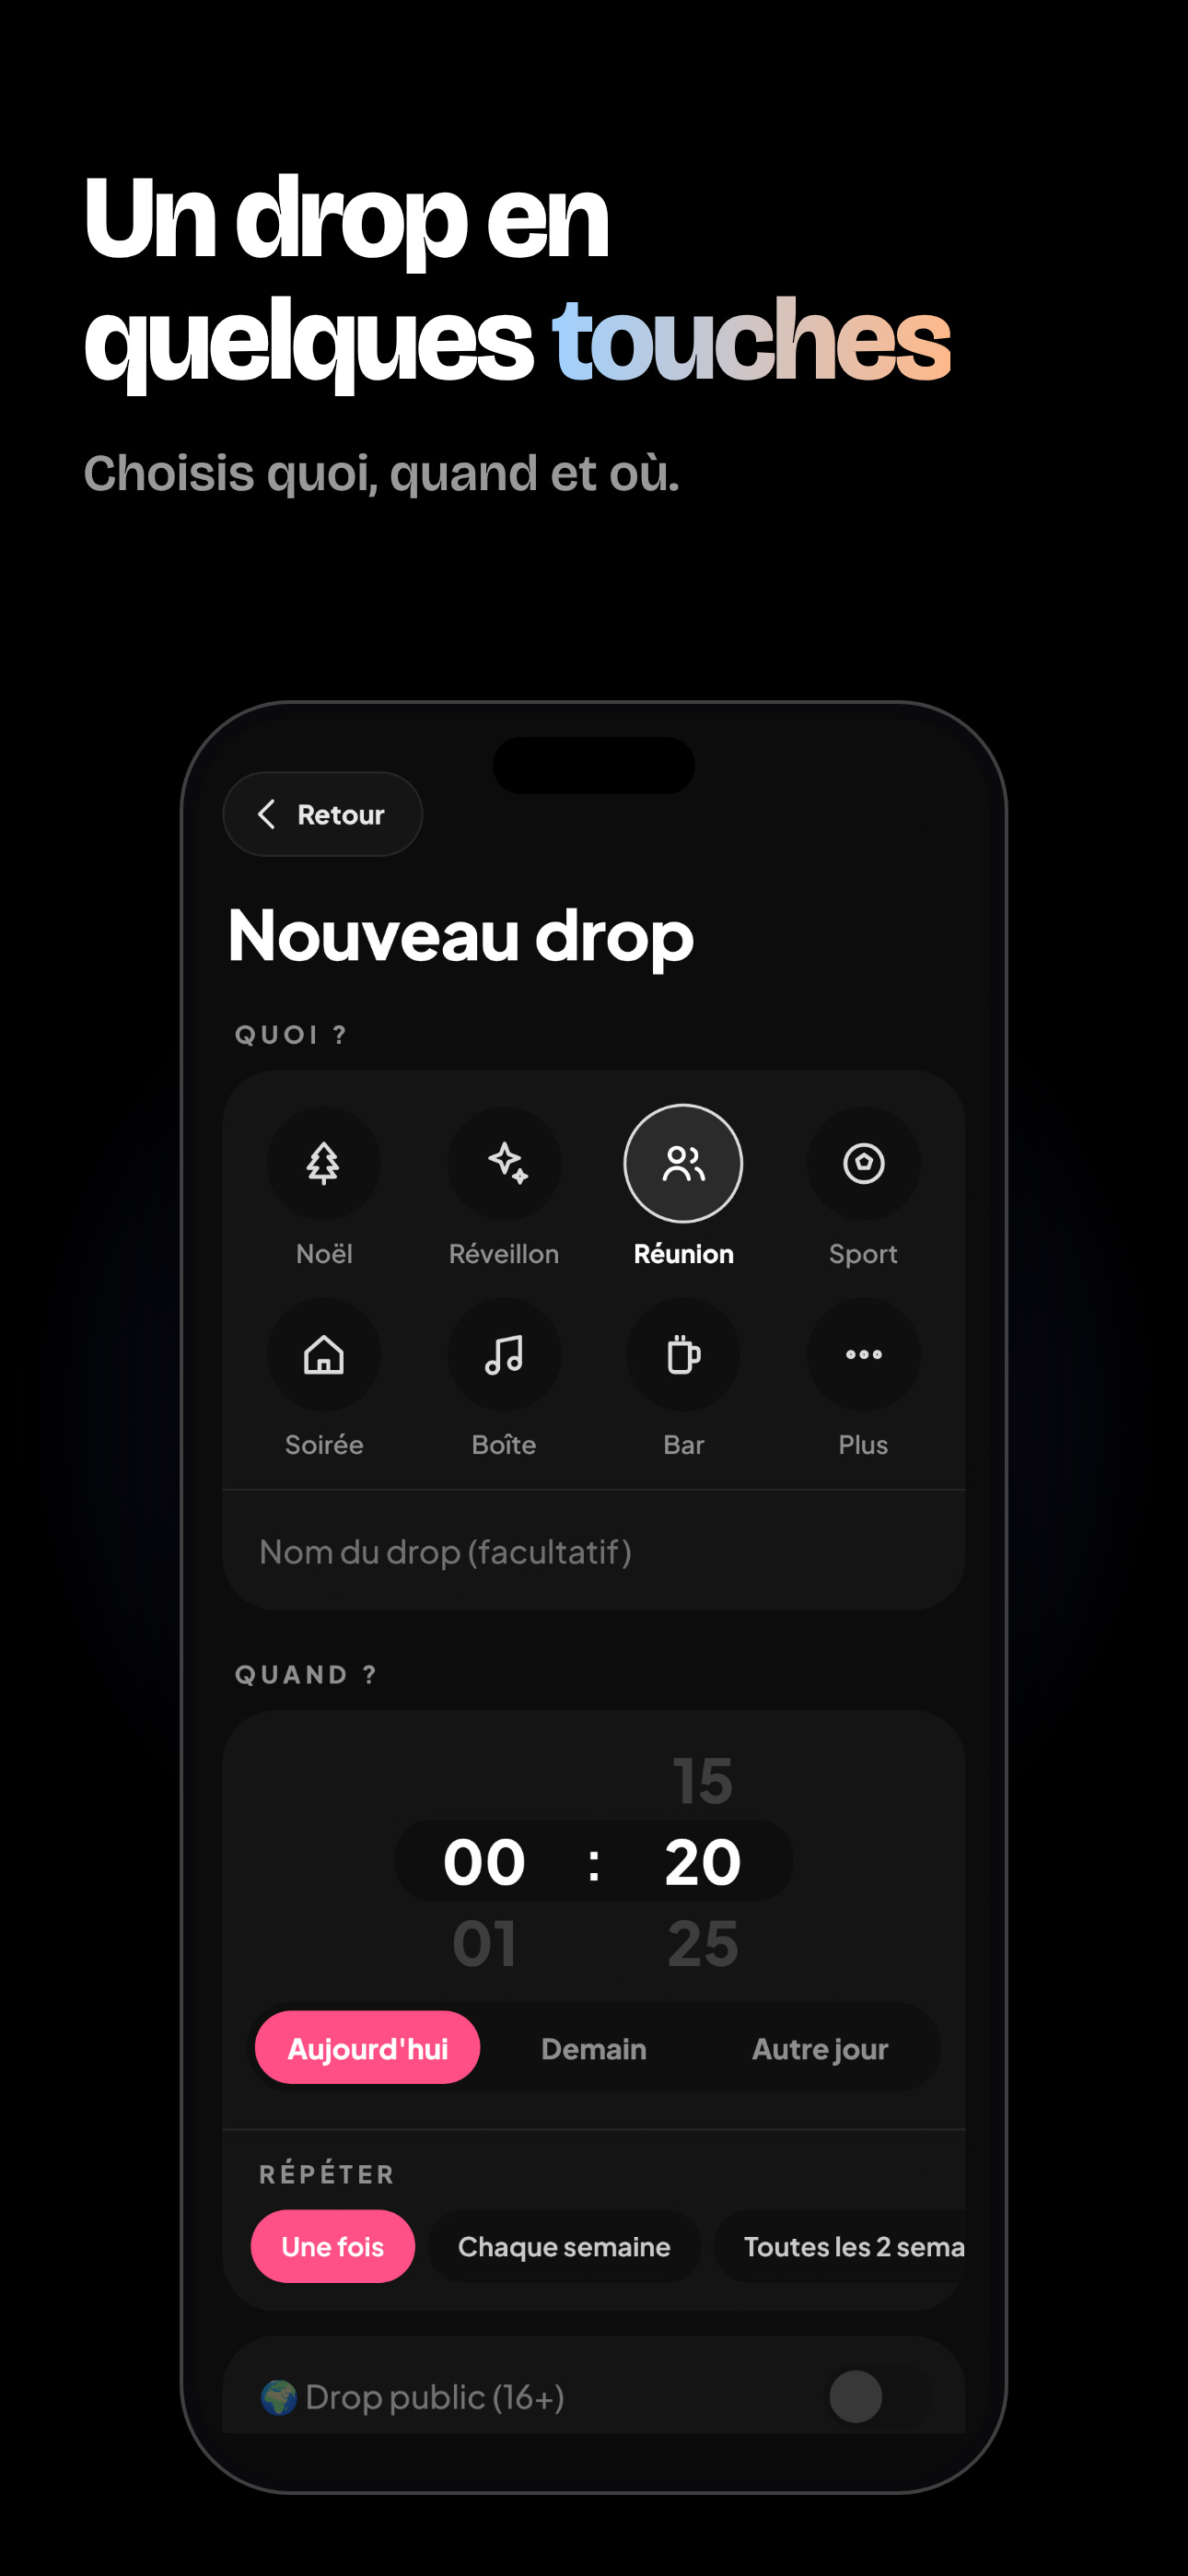 Un drop en
quelques touches
Choisis quoi, quand et où.
Retour
Nouveau drop
QUOI ?
Noël Réveillon Réunion Sport
Soirée Boîte Bar Plus
Nom du drop (facultatif)
QUAND ?
15
00 : 20
01 25
Aujourd'hui Demain Autre jour
RÉPÉTER
Une fois Chaque semaine Toutes les 2 sema
Drop public (16+)